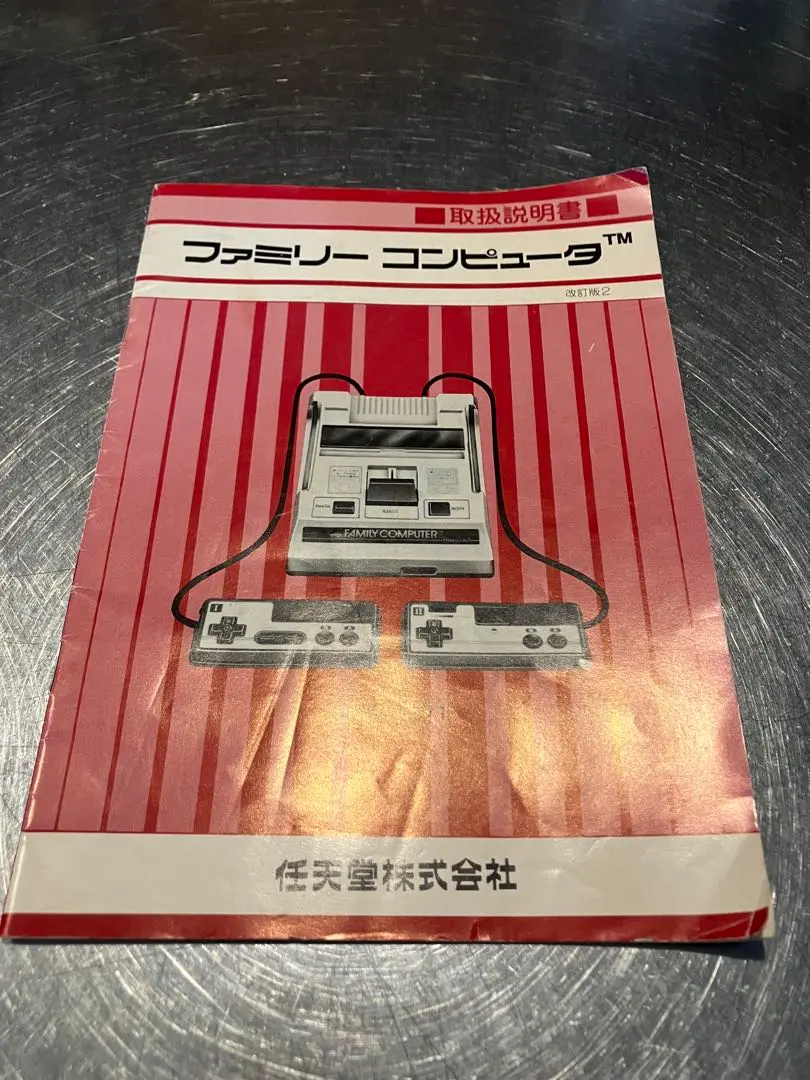 ■取扱説明書■
ファミリー コンピュータ™
改訂版2
FAMILY COMPUTER
I
II
任天堂株式会社